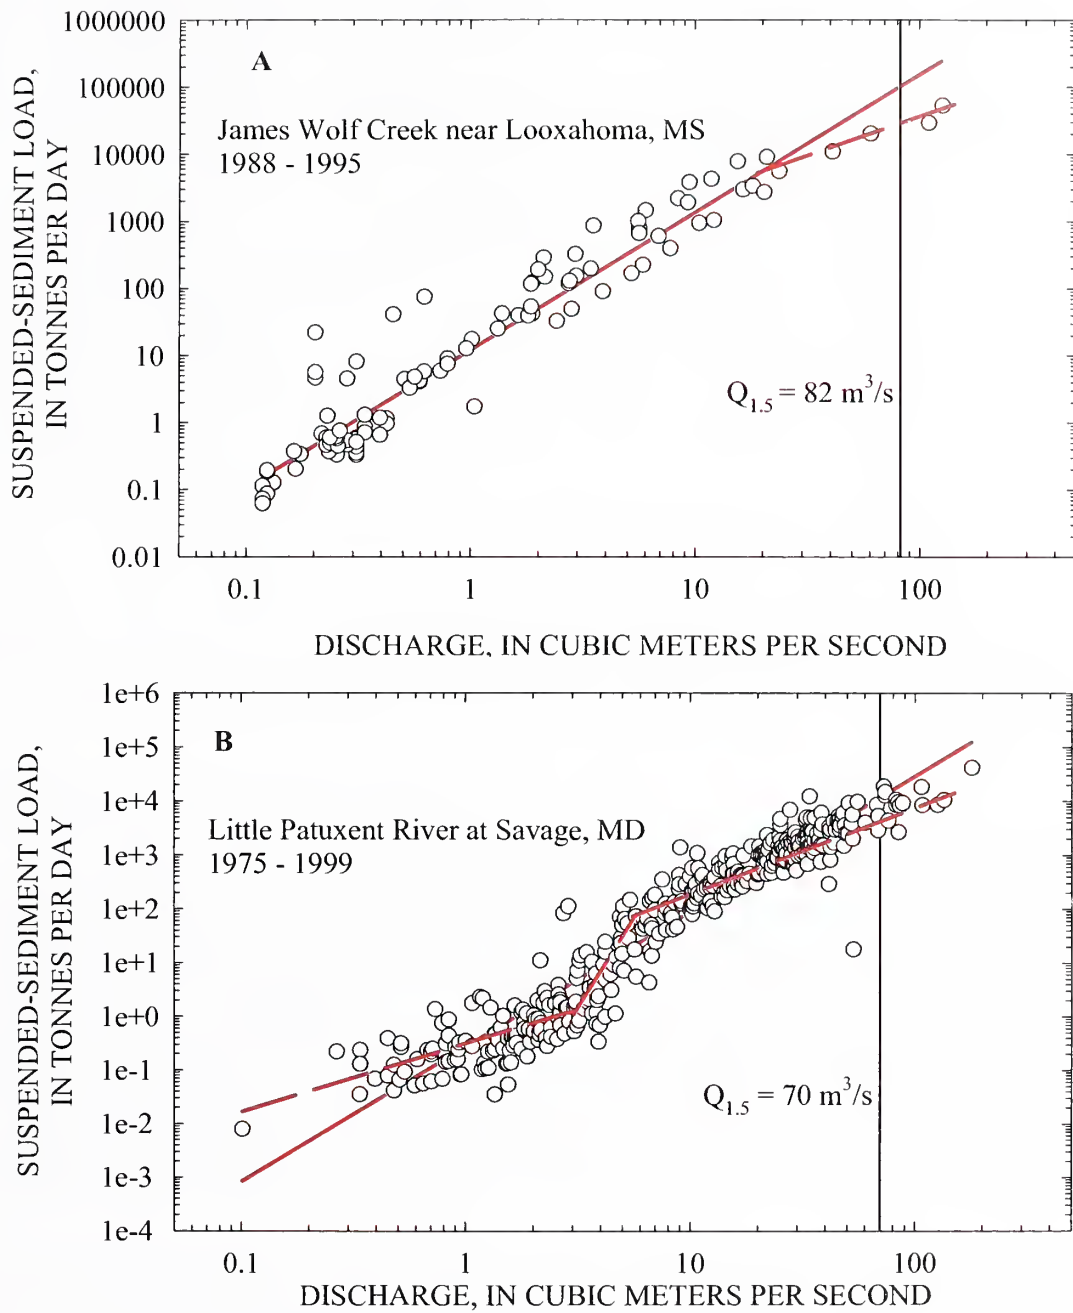 1000000
100000
10000
1000
100
10
1
0.1
0.01
SUSPENDED-SEDIMENT LOAD,
IN TONNES PER DAY
A
James Wolf Creek near Looxahoma, MS
1988 - 1995
Q1.5 = 82 m3/s
0.1 1 10 100
DISCHARGE, IN CUBIC METERS PER SECOND
1e+6
1e+5
1e+4
1e+3
1e+2
1e+1
1e+0
1e-1
1e-2
1e-3
1e-4
SUSPENDED-SEDIMENT LOAD,
IN TONNES PER DAY
B
Little Patuxent River at Savage, MD
1975 - 1999
Q1.5 = 70 m3/s
0.1 1 10 100
DISCHARGE, IN CUBIC METERS PER SECOND